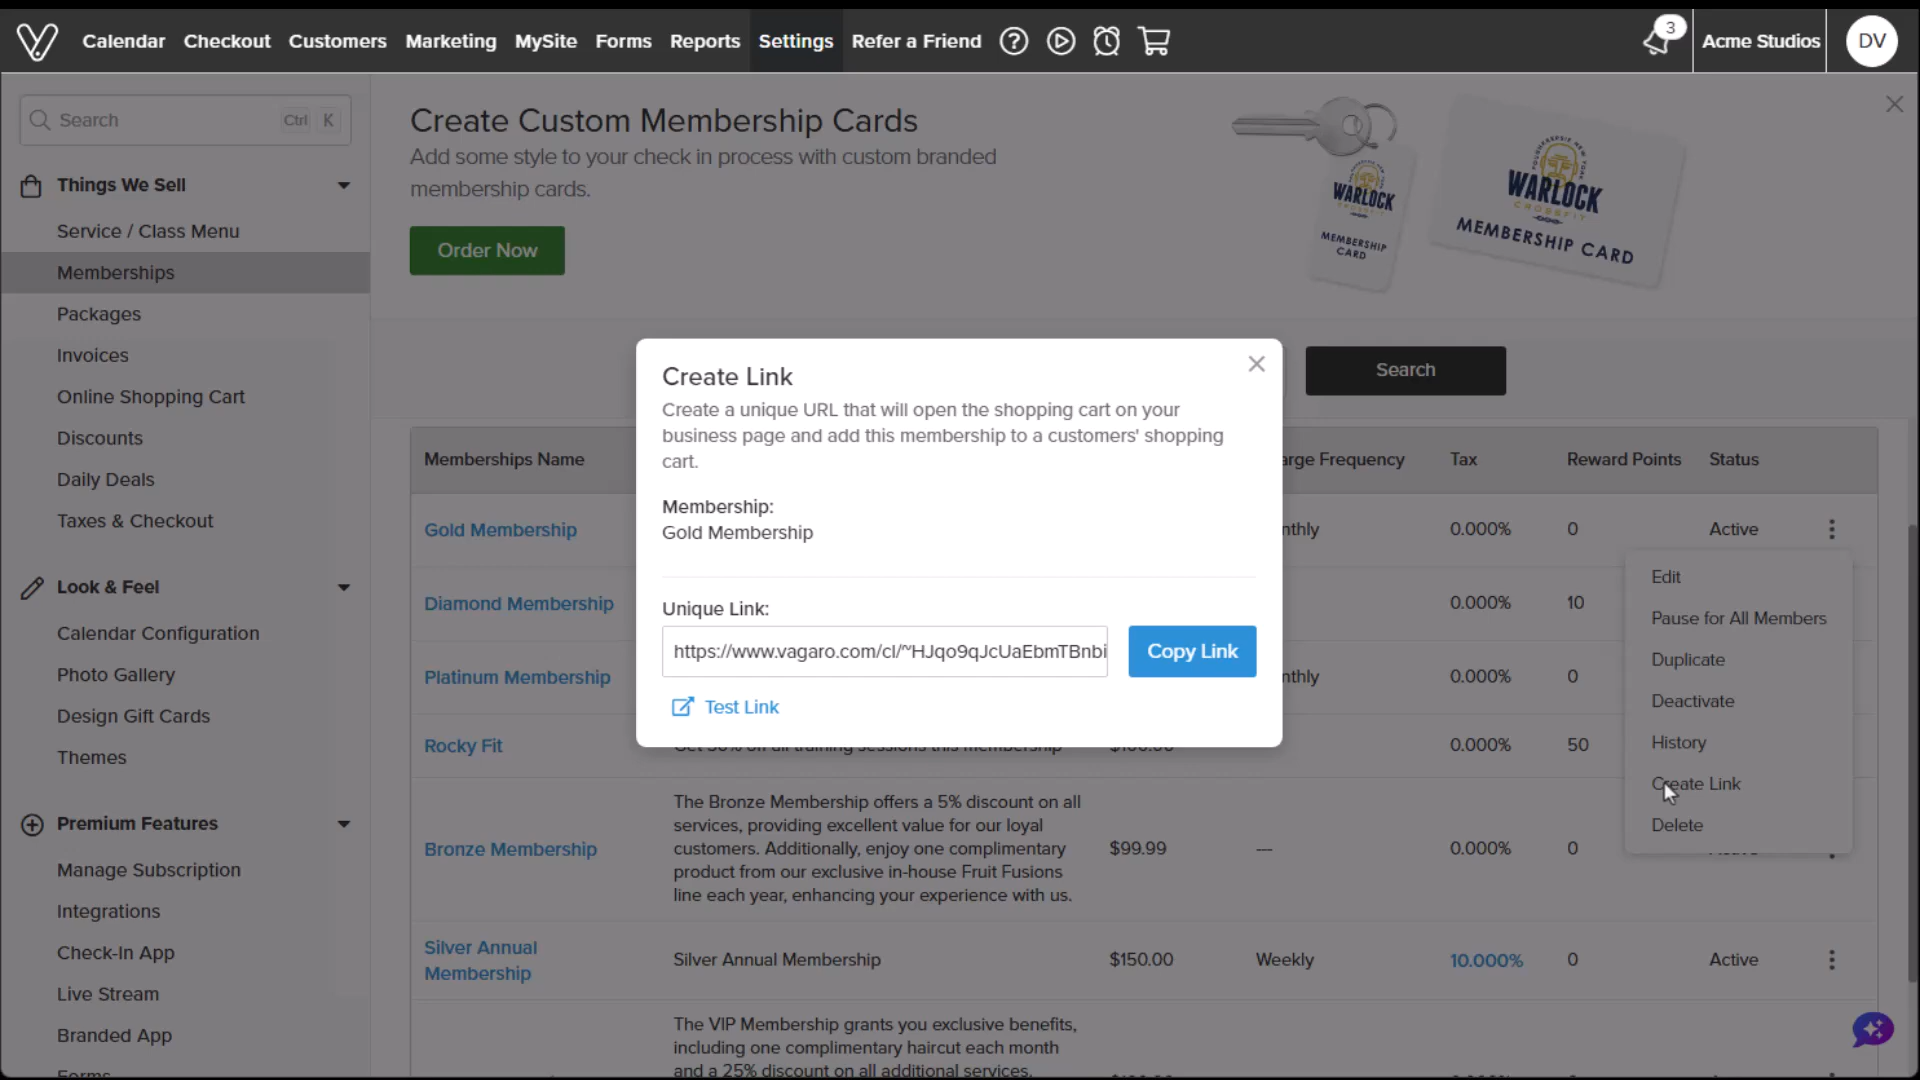 Calendar Checkout Customers Marketing MySite Forms Reports Settings Refer a Friend 3 Acme Studios DV
Search Ctrl K
Things We Sell
Service / Class Menu
Memberships
Packages
Invoices
Online Shopping Cart
Discounts
Daily Deals
Taxes & Checkout
Look & Feel
Calendar Configuration
Photo Gallery
Design Gift Cards
Themes
Premium Features
Manage Subscription
Integrations
Check-In App
Live Stream
Branded App
Forms
Create Custom Membership Cards
Add some style to your check in process with custom branded
membership cards.
Order Now
WARLOCK
CROSSFIT
MEMBERSHIP
CARD
POUGHKEEPSIE NEW YORK
WARLOCK
CROSSFIT
MEMBERSHIP CARD
Search
Create Link
Create a unique URL that will open the shopping cart on your
business page and add this membership to a customers' shopping
cart.
Membership:
Gold Membership
Unique Link:
https://www.vagaro.com/cl/~HJqo9qJcUaEbmTBnbi
Copy Link
Test Link
Memberships Name arge Frequency Tax Reward Points Status
Gold Membership nthly 0.000% 0 Active
Diamond Membership 0.000% 10
Platinum Membership nthly 0.000% 0
Rocky Fit 0.000% 50
Bronze Membership
The Bronze Membership offers a 5% discount on all
services, providing excellent value for our loyal
customers. Additionally, enjoy one complimentary
product from our exclusive in-house Fruit Fusions
line each year, enhancing your experience with us.
$99.99 --- 0.000% 0
Silver Annual
Membership
Silver Annual Membership $150.00 Weekly 10.000% 0 Active
The VIP Membership grants you exclusive benefits,
including one complimentary haircut each month
and a 25% discount on all additional services.
Edit
Pause for All Members
Duplicate
Deactivate
History
Create Link
Delete